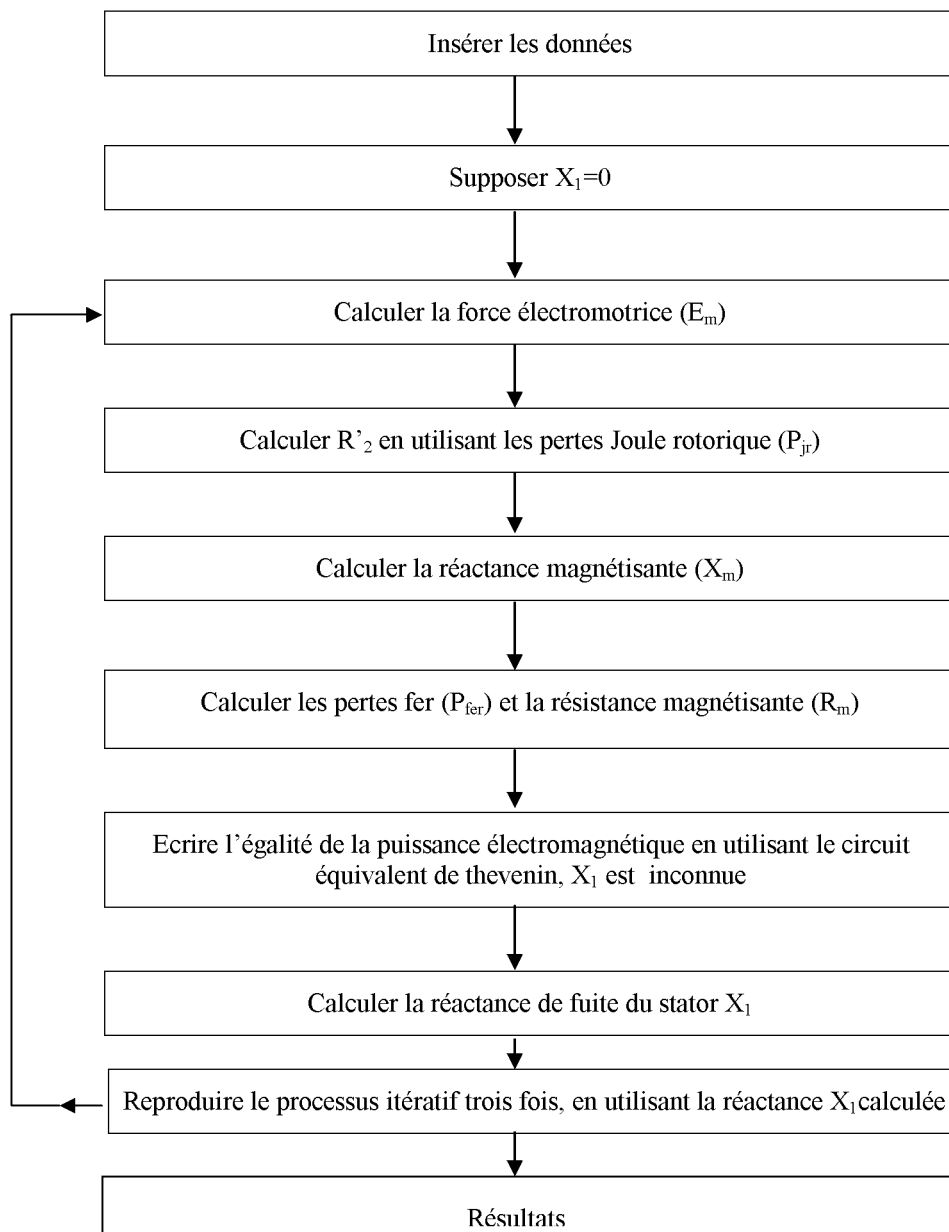 Insérer les données
Supposer X₁=0
Calculer la force électromotrice (Eₘ)
Calculer R’₂ en utilisant les pertes Joule rotorique (Pⱼᵣ)
Calculer la réactance magnétisante (Xₘ)
Calculer les pertes fer (P_fer) et la résistance magnétisante (Rₘ)
Ecrire l’égalité de la puissance électromagnétique en utilisant le circuit
équivalent de thevenin, X₁ est inconnue
Calculer la réactance de fuite du stator X₁
Reproduire le processus itératif trois fois, en utilisant la réactance X₁calculée
Résultats